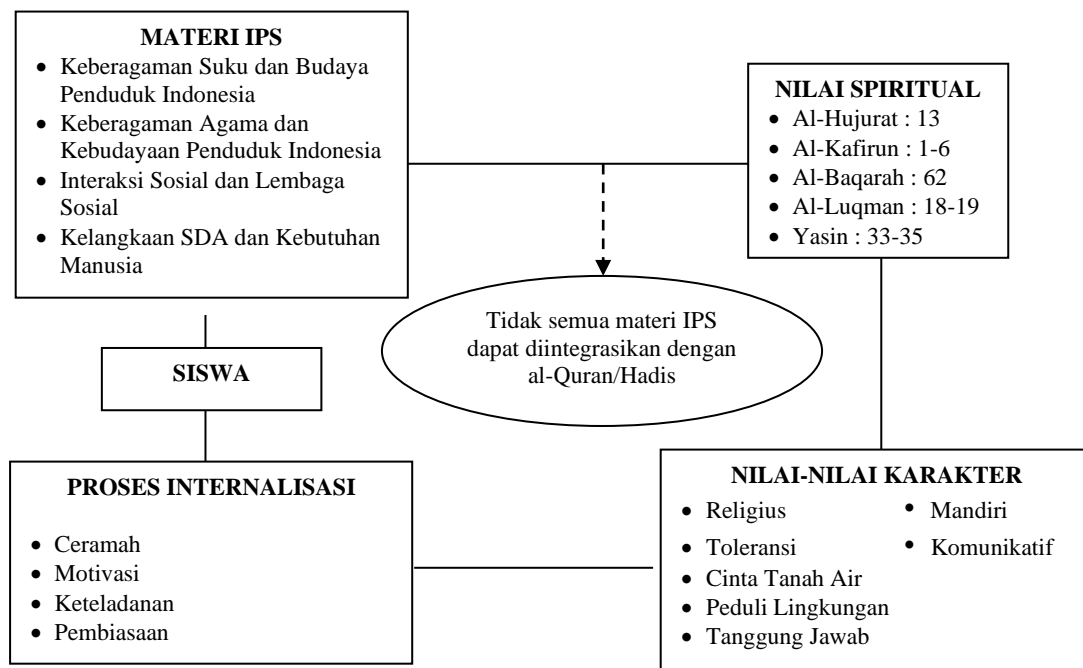 MATERI IPS
• Keberagaman Suku dan Budaya
Penduduk Indonesia
• Keberagaman Agama dan
Kebudayaan Penduduk Indonesia
• Interaksi Sosial dan Lembaga
Sosial
• Kelangkaan SDA dan Kebutuhan
Manusia
NILAI SPIRITUAL
• Al-Hujurat : 13
• Al-Kafirun : 1-6
• Al-Baqarah : 62
• Al-Luqman : 18-19
• Yasin : 33-35
Tidak semua materi IPS
dapat diintegrasikan dengan
al-Quran/Hadis
SISWA
PROSES INTERNALISASI
• Ceramah
• Motivasi
• Keteladanan
• Pembiasaan
NILAI-NILAI KARAKTER
• Religius
• Toleransi
• Cinta Tanah Air
• Peduli Lingkungan
• Tanggung Jawab
• Mandiri
• Komunikatif